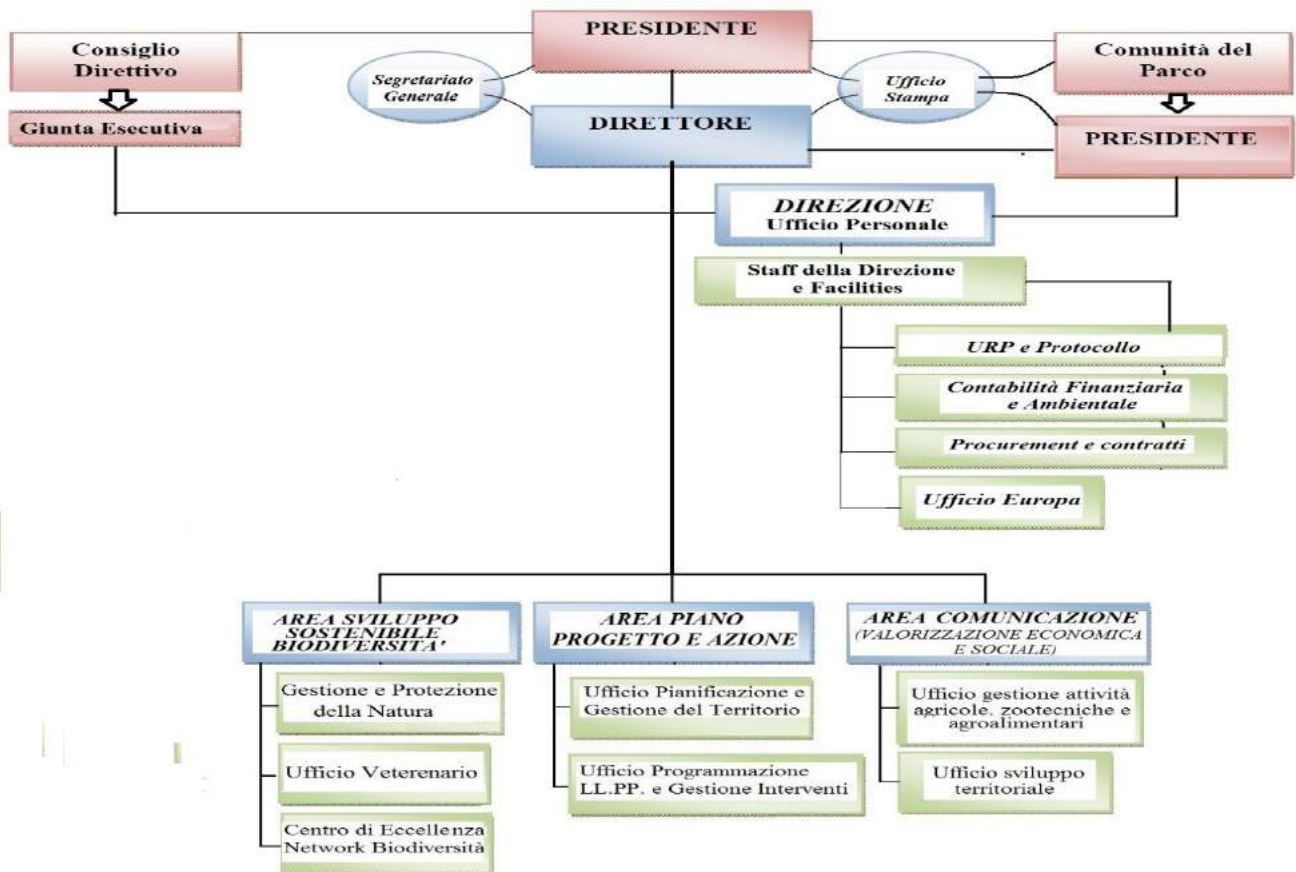 PRESIDENTE
Consiglio
Direttivo
Segretariato
Generale
Ufficio
Stampa
Comunità del
Parco
Giunta Esecutiva
DIRETTORE
PRESIDENTE
DIREZIONE
Ufficio Personale
Staff della Direzione
e Facilities
URP e Protocollo
Contabilità Finanziaria
e Ambientale
Procurement e contratti
Ufficio Europa
AREA SVILUPPO
SOSTENIBILE
BIODIVERSITA'
Gestione e Protezione
della Natura
Ufficio Veterenario
Centro di Eccellenza
Network Biodiversità
AREA PIANO
PROGETTO E AZIONE
Ufficio Pianificazione e
Gestione del Territorio
Ufficio Programmazione
LL.PP. e Gestione Interventi
AREA COMUNICAZIONE
(VALORIZZAZIONE ECONOMICA
E SOCIALE)
Ufficio gestione attività
agricole, zootecniche e
agroalimentari
Ufficio sviluppo
territoriale